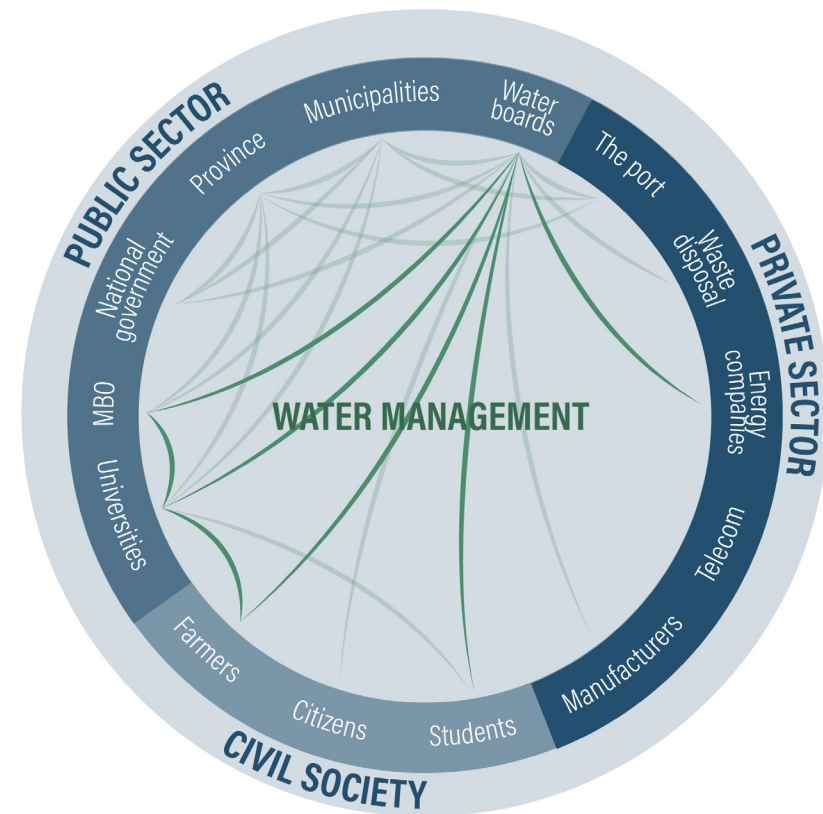 PUBLIC SECTOR
National
government
Province
Municipalities
Water
boards
The port
Waste
disposal
Energy
companies
Telecom
Manufacturers
PRIVATE SECTOR
WATER MANAGEMENT
MBO
Universities
Farmers
Citizens
Students
CIVIL SOCIETY